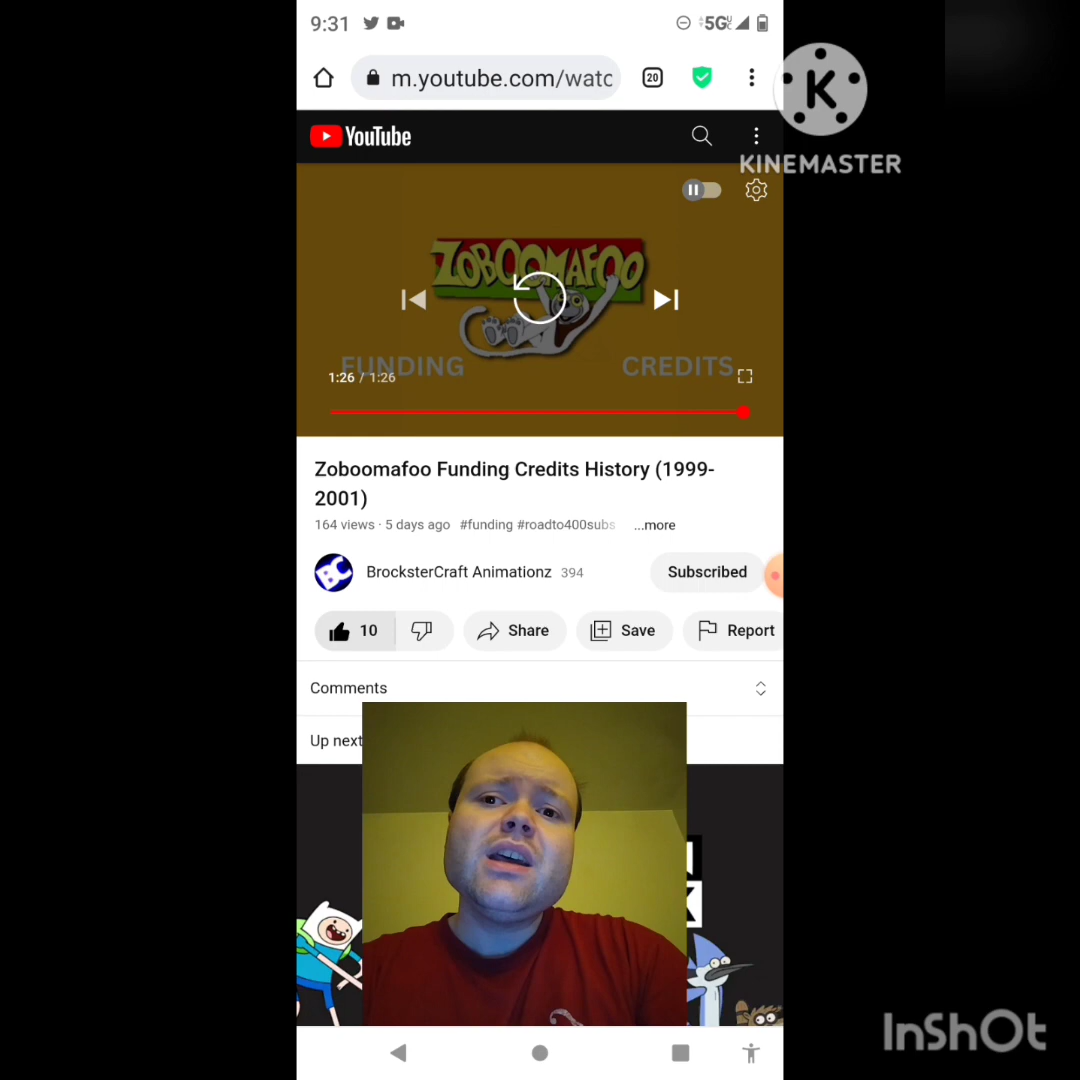 9:31
5G
m.youtube.com/watc
20
K
KINEMASTER
YouTube
ZOBOOMAFOO
FUNDING CREDITS
1:26 / 1:26
Zoboomafoo Funding Credits History (1999-
2001)
164 views · 5 days ago #funding #roadto400subs ...more
BC
BrocksterCraft Animationz 394
Subscribed
10
Share
Save
Report
Comments
Up next
InShOt